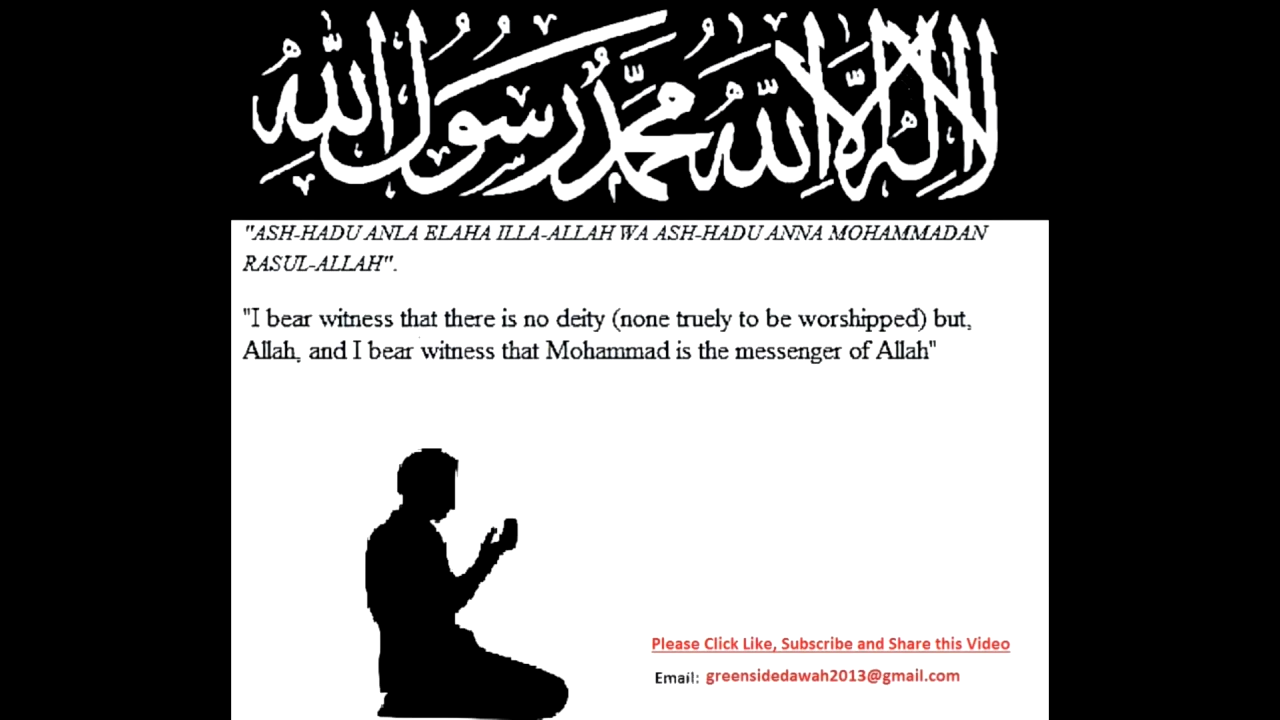 لا إله إلا الله محمد رسول الله
"ASH-HADU ANLA ELAHA ILLA-ALLAH WA ASH-HADU ANNA MOHAMMADAN
RASUL-ALLAH".
"I bear witness that there is no deity (none truely to be worshipped) but,
Allah, and I bear witness that Mohammad is the messenger of Allah"
Please Click Like, Subscribe and Share this Video
Email: greensidedawah2013@gmail.com